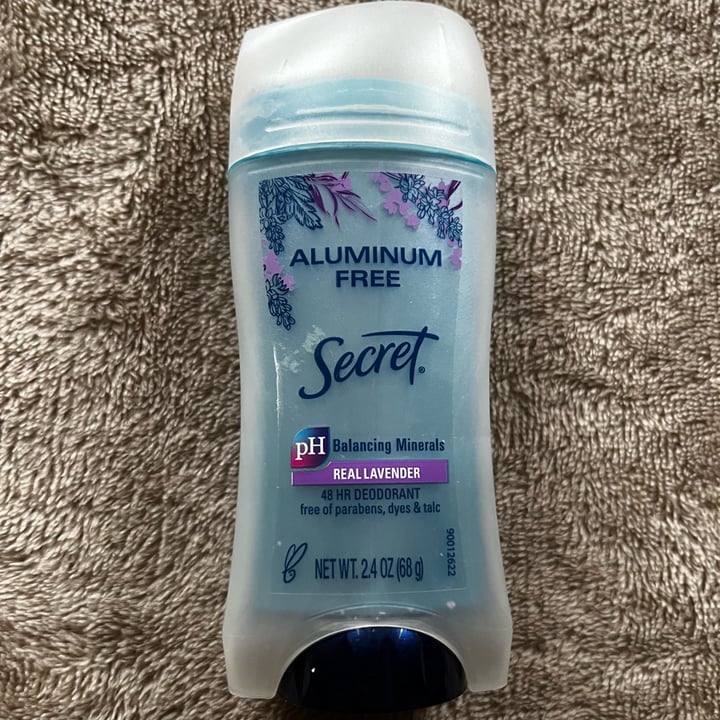 ALUMINUM
FREE
Secret®
pH Balancing Minerals
REAL LAVENDER
48 HR DEODORANT
free of parabens, dyes & talc
NET WT. 2.4 OZ (68 g)
90012622